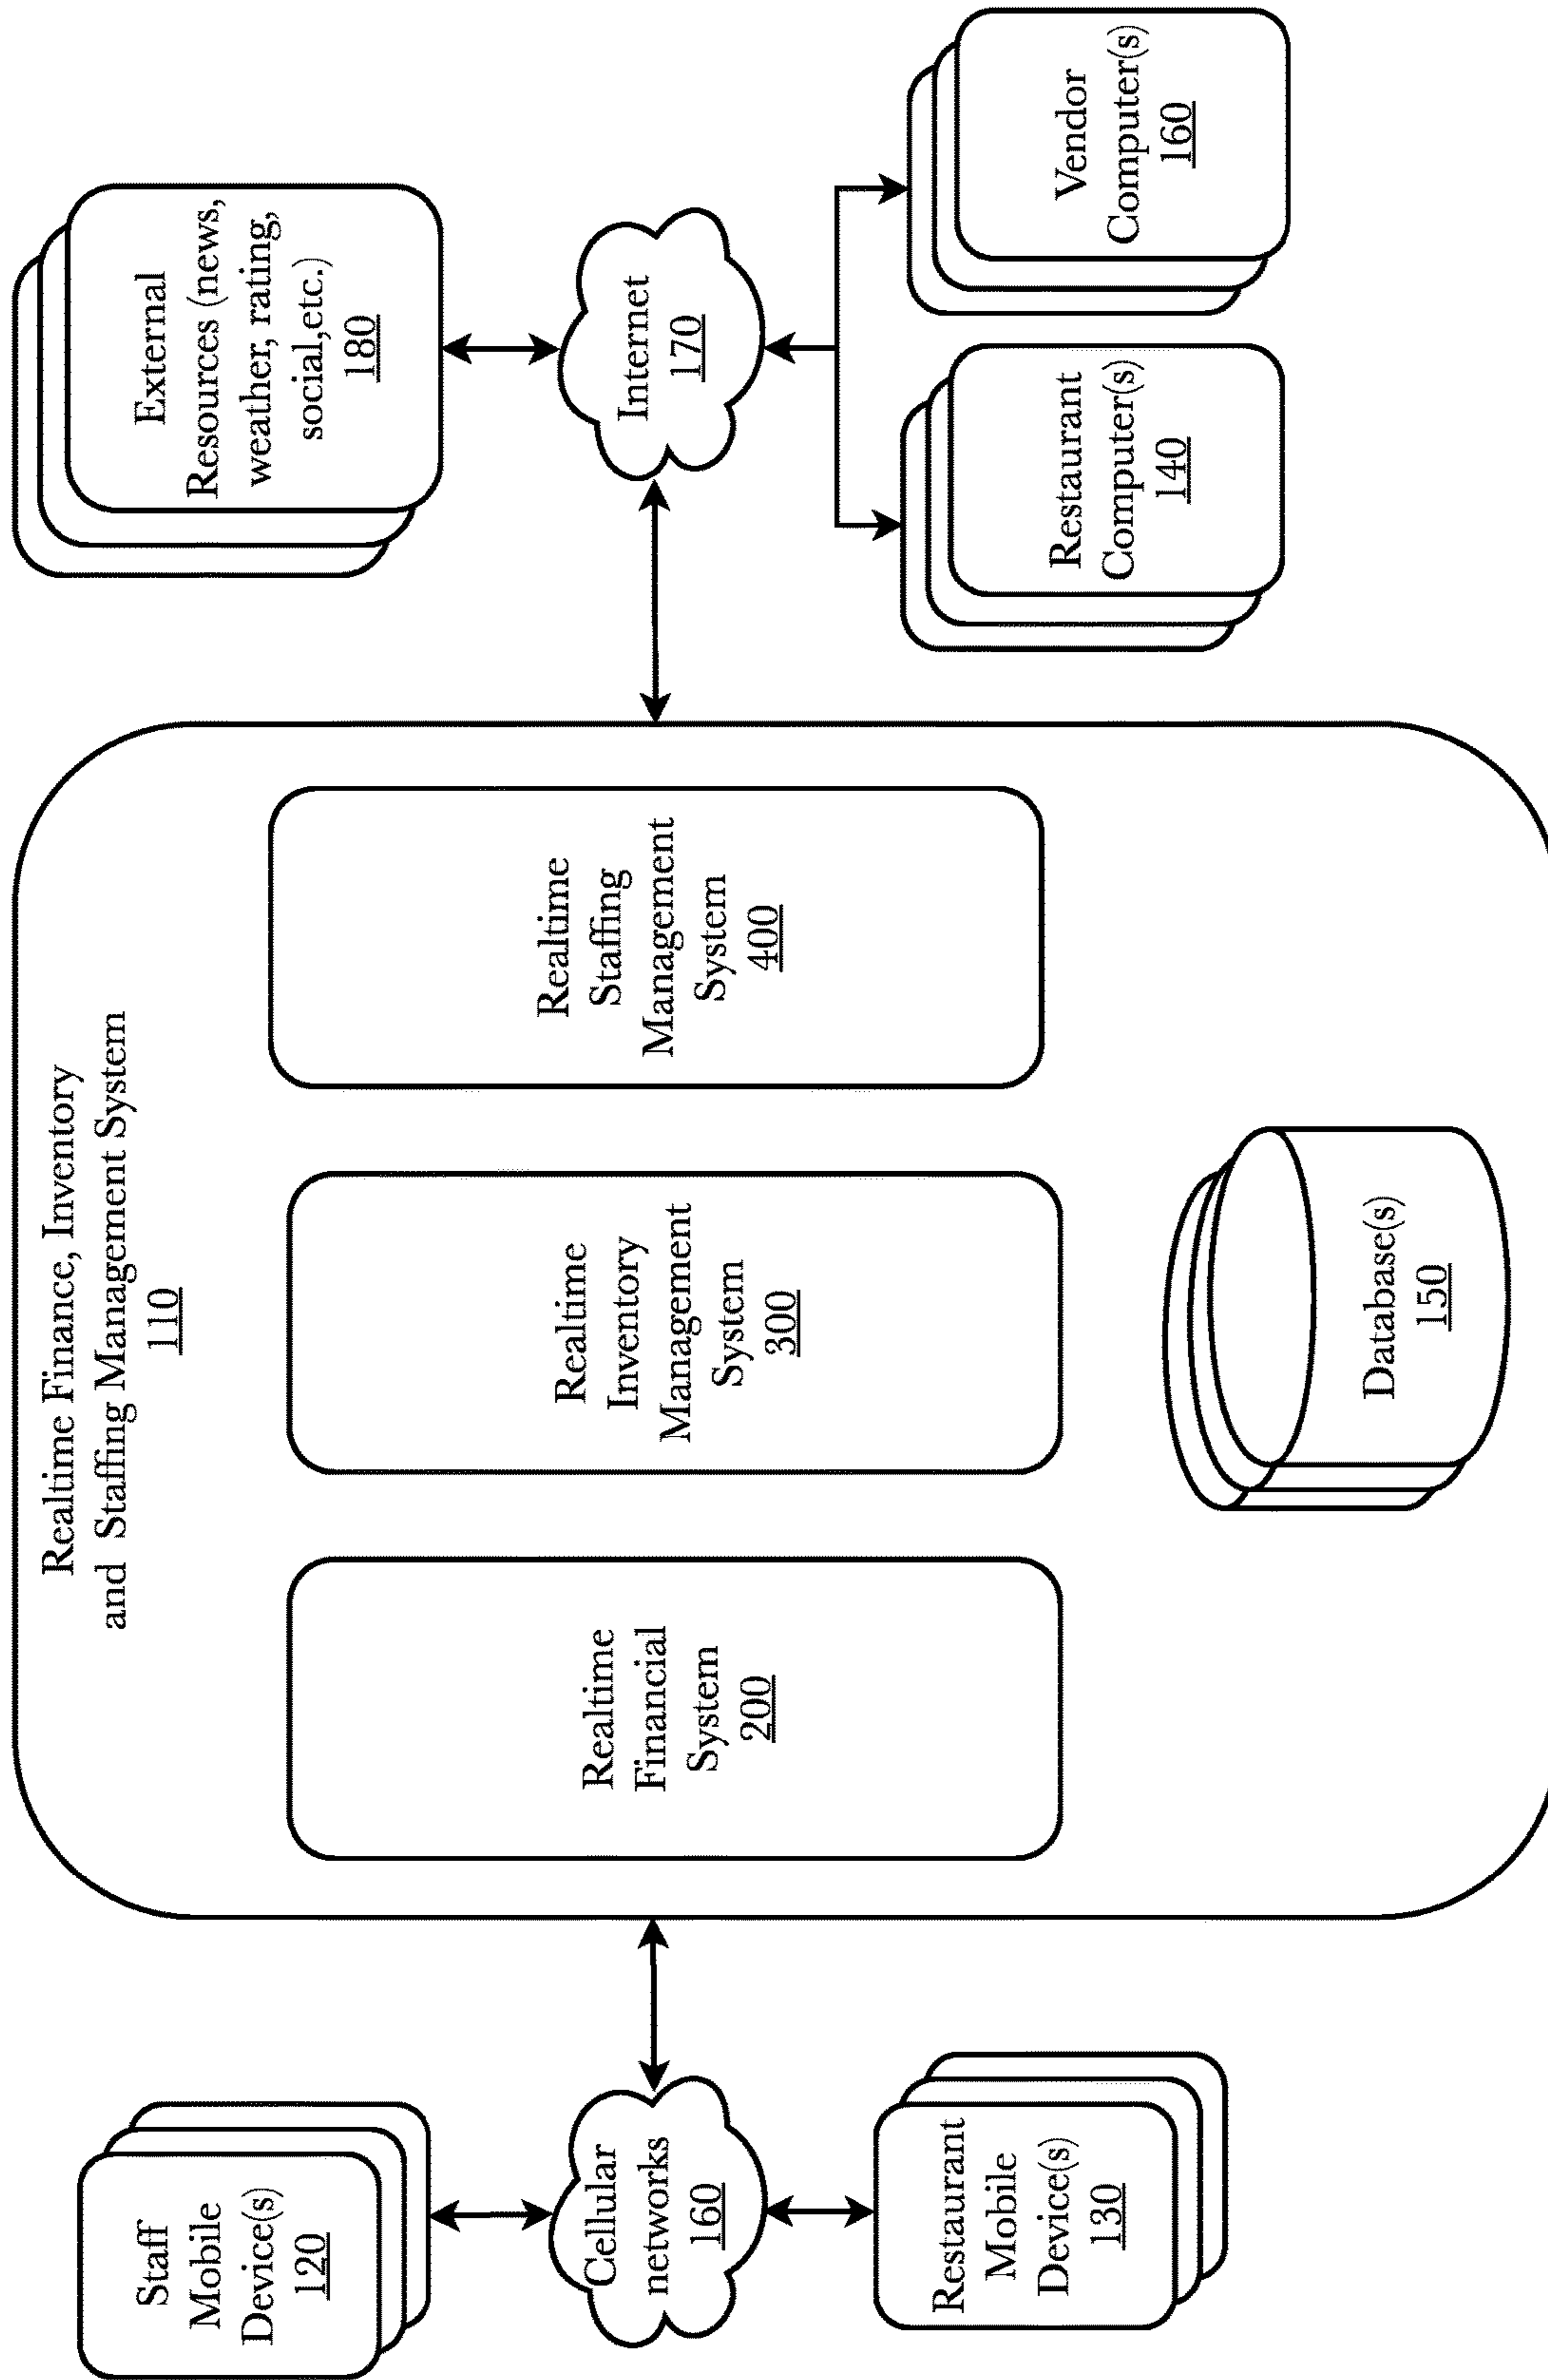 Staff
Mobile
Device(s)
120
Cellular
networks
160
Restaurant
Mobile
Device(s)
130
Realtime Finance, Inventory
and Staffing Management System
110
Realtime
Financial
System
200
Realtime
Inventory
Management
System
300
Realtime
Staffing
Management
System
400
Database(s)
150
External
Resources (news,
weather, rating,
social,etc.)
180
Internet
170
Restaurant
Computer(s)
140
Vendor
Computer(s)
160